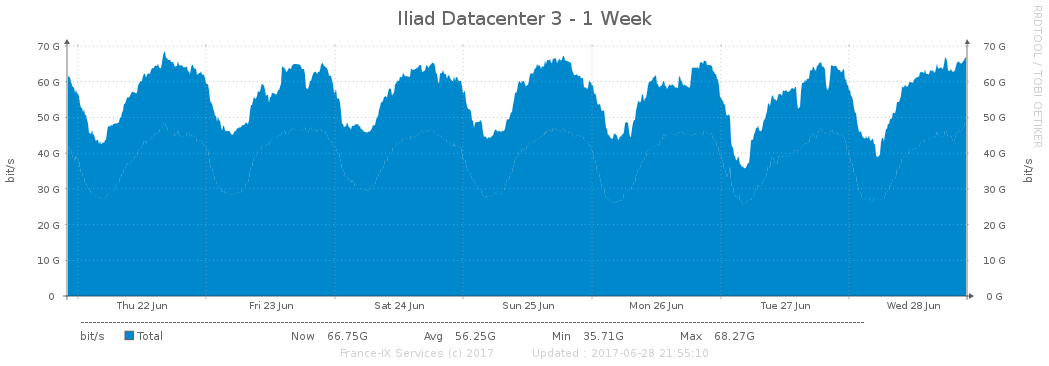 Iliad Datacenter 3 - 1 Week
RRDTOOL / TOBI OETIKER
70 G 70 G
60 G 60 G
50 G 50 G
40 G 40 G
30 G 30 G
20 G 20 G
10 G 10 G
0 0 G
bit/s bit/s
Thu 22 Jun Fri 23 Jun Sat 24 Jun Sun 25 Jun Mon 26 Jun Tue 27 Jun Wed 28 Jun
bit/s Total Now 66.75G Avg 56.25G Min 35.71G Max 68.27G
France-IX Services (c) 2017 Updated : 2017-06-28 21:55:10